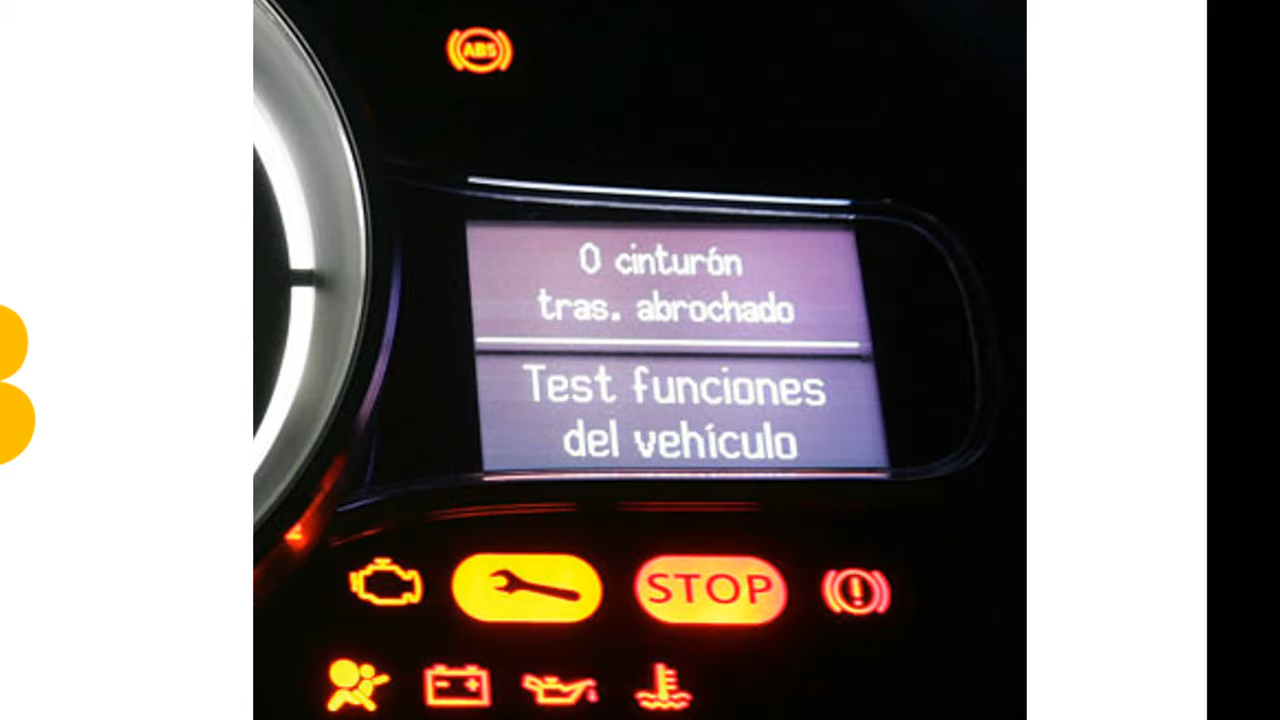 ABS
0 cinturón
tras. abrochado
Test funciones
del vehículo
STOP